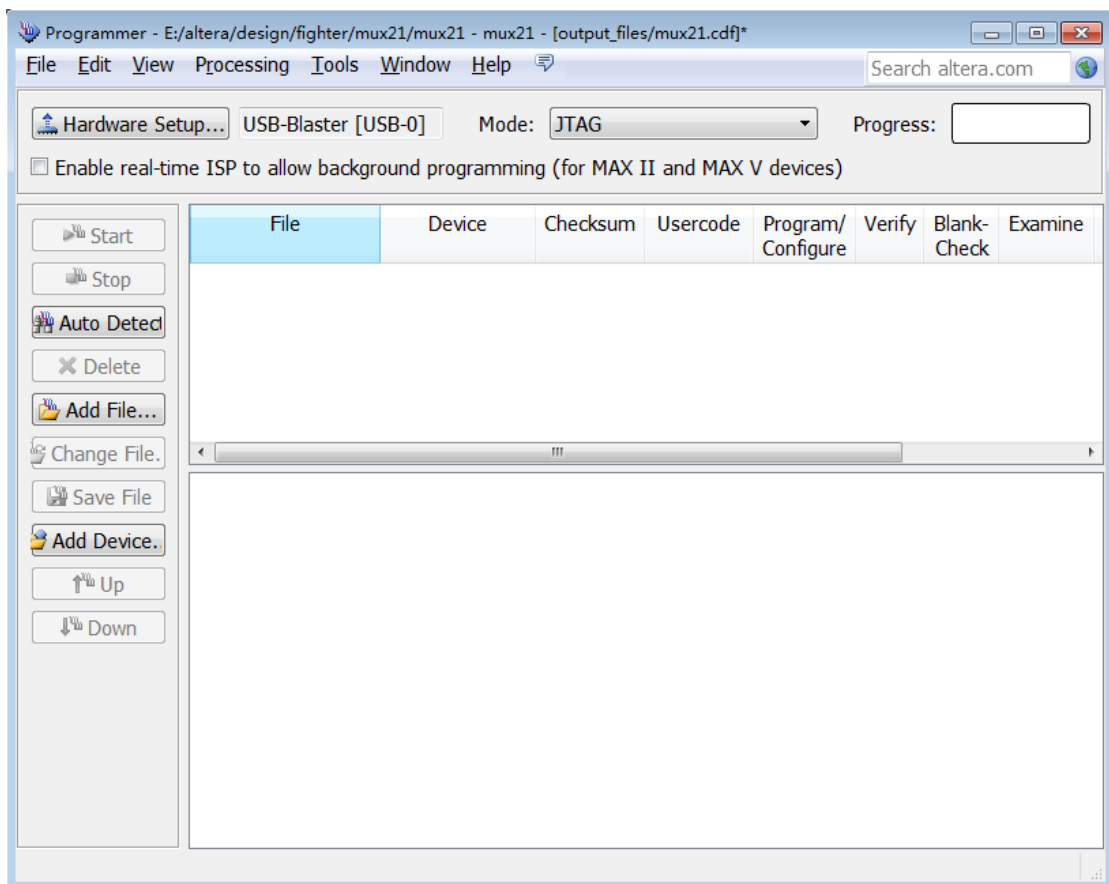 Programmer - E:/altera/design/fighter/mux21/mux21 - mux21 - [output_files/mux21.cdf]*
File Edit View Processing Tools Window Help Search altera.com
Hardware Setup... USB-Blaster [USB-0] Mode: JTAG Progress:
Enable real-time ISP to allow background programming (for MAX II and MAX V devices)
File Device Checksum Usercode Program/ Verify Blank- Examine
Configure Check
Start
Stop
Auto Detect
Delete
Add File...
Change File.
Save File
Add Device.
Up
Down